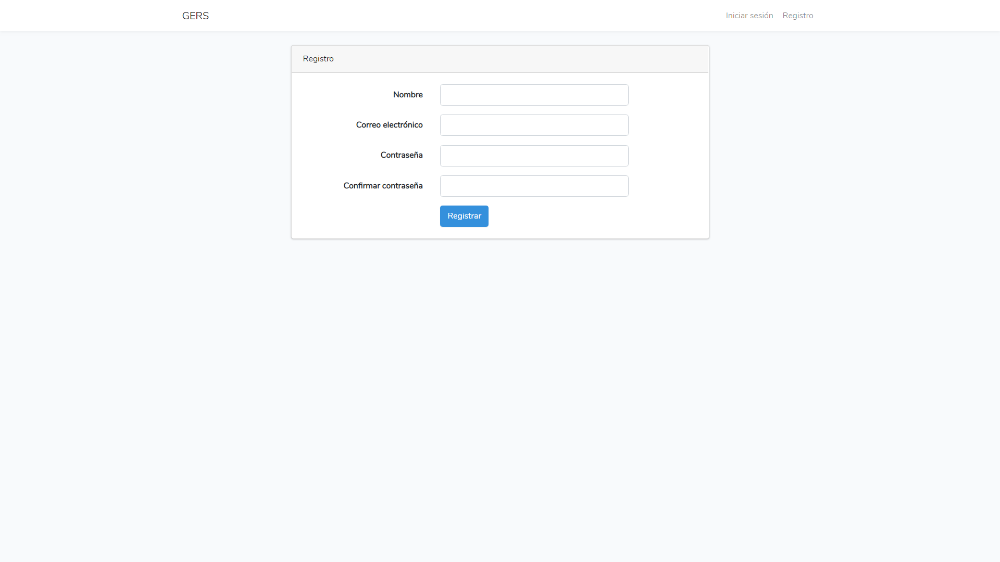 GERS
Iniciar sesión Registro
Registro
Nombre
Correo electrónico
Contraseña
Confirmar contraseña
Registrar